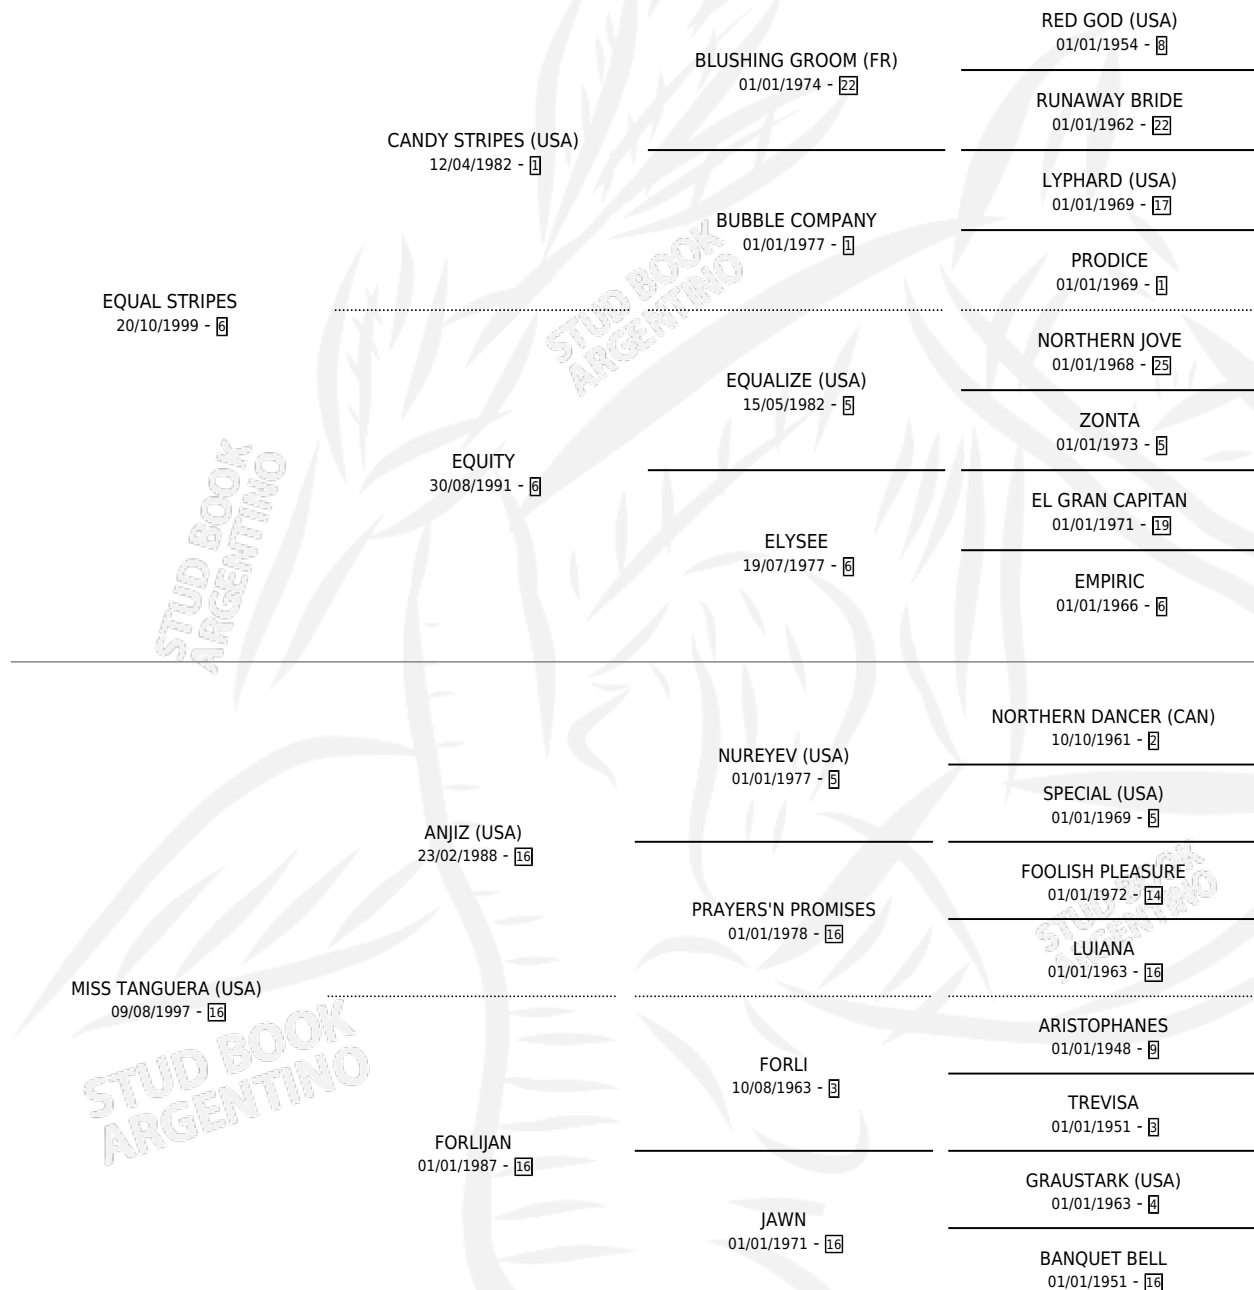 RED GOD (USA)
01/01/1954 - 8
BLUSHING GROOM (FR)
01/01/1974 - 22
RUNAWAY BRIDE
01/01/1962 - 22
CANDY STRIPES (USA)
12/04/1982 - 1
LYPHARD (USA)
01/01/1969 - 17
BUBBLE COMPANY
01/01/1977 - 1
PRODICE
01/01/1969 - 1
EQUAL STRIPES
20/10/1999 - 6
NORTHERN JOVE
01/01/1968 - 25
EQUALIZE (USA)
15/05/1982 - 5
ZONTA
01/01/1973 - 5
EQUITY
30/08/1991 - 6
EL GRAN CAPITAN
01/01/1971 - 19
ELYSEE
19/07/1977 - 6
EMPIRIC
01/01/1966 - 6
NORTHERN DANCER (CAN)
10/10/1961 - 2
NUREYEV (USA)
01/01/1977 - 5
SPECIAL (USA)
01/01/1969 - 5
ANJIZ (USA)
23/02/1988 - 16
FOOLISH PLEASURE
01/01/1972 - 14
PRAYERS'N PROMISES
01/01/1978 - 16
LUIANA
01/01/1963 - 16
MISS TANGUERA (USA)
09/08/1997 - 16
ARISTOPHANES
01/01/1948 - 9
FORLI
10/08/1963 - 3
TREVISA
01/01/1951 - 3
FORLIJAN
01/01/1987 - 16
GRAUSTARK (USA)
01/01/1963 - 4
JAWN
01/01/1971 - 16
BANQUET BELL
01/01/1951 - 16
STUD BOOK
ARGENTINO
STUD BOOK
ARGENTINO
STUD BOOK
ARGENTINO
STUD BOOK
ARGENTINO